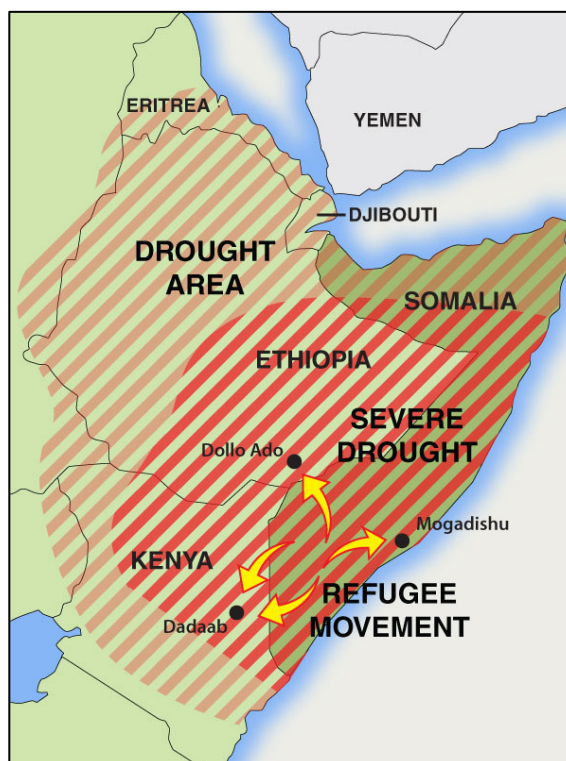 ERITREA
YEMEN
DJIBOUTI
DROUGHT
AREA
SOMALIA
ETHIOPIA
SEVERE
DROUGHT
Dollo Ado
Mogadishu
KENYA
REFUGEE
MOVEMENT
Dadaab